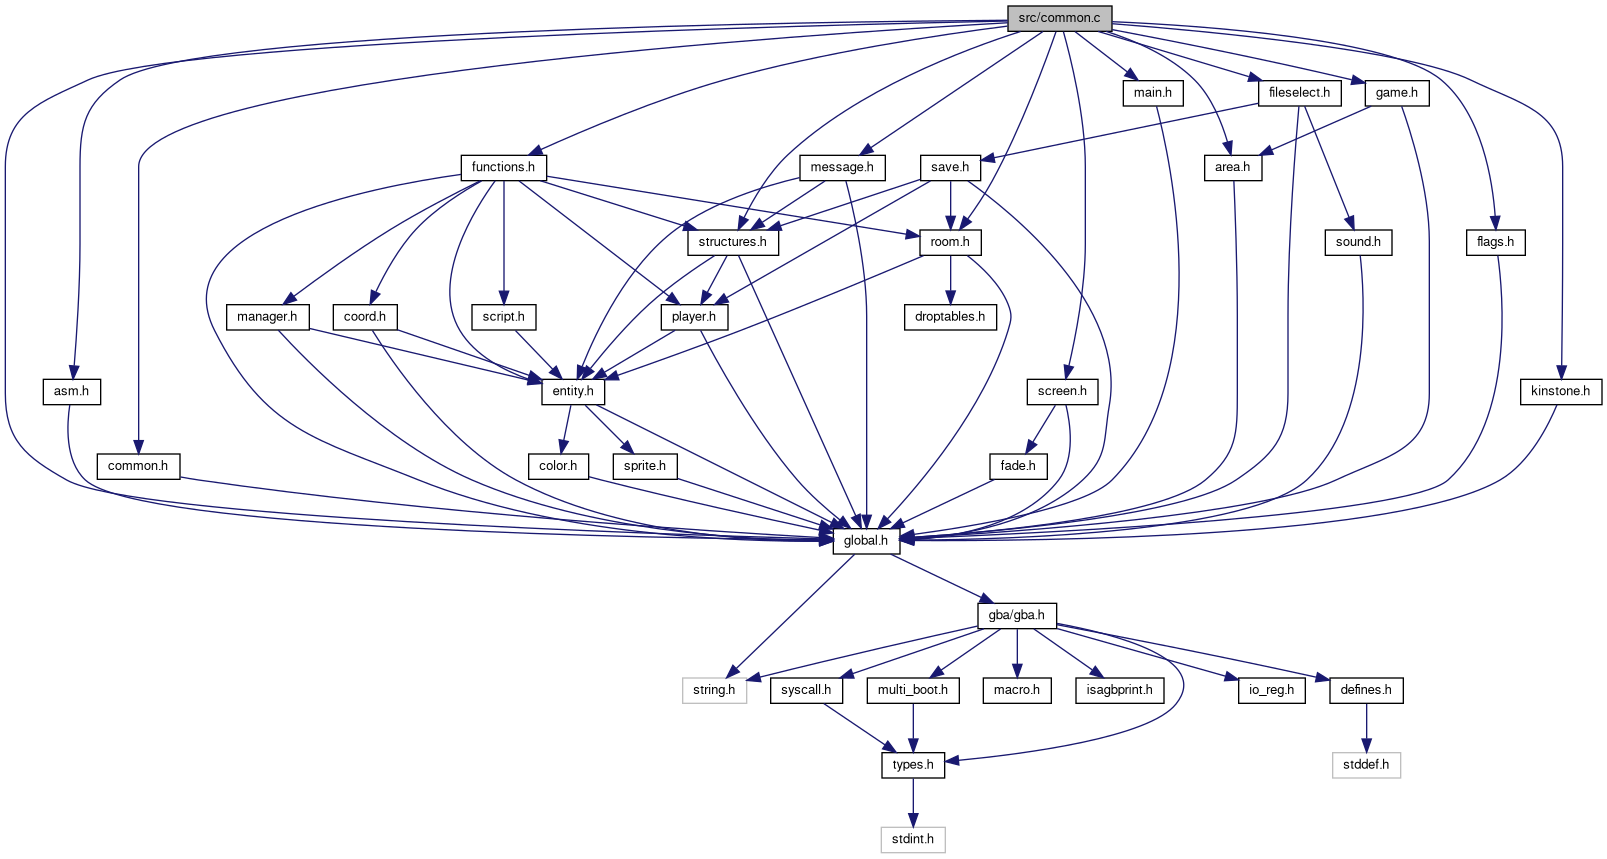 src/common.c
main.h
fileselect.h
game.h
functions.h
message.h
save.h
area.h
structures.h
room.h
sound.h
flags.h
manager.h
coord.h
script.h
player.h
droptables.h
asm.h
entity.h
screen.h
kinstone.h
common.h
color.h
sprite.h
fade.h
global.h
gba/gba.h
string.h
syscall.h
multi_boot.h
macro.h
isagbprint.h
io_reg.h
defines.h
types.h
stddef.h
stdint.h